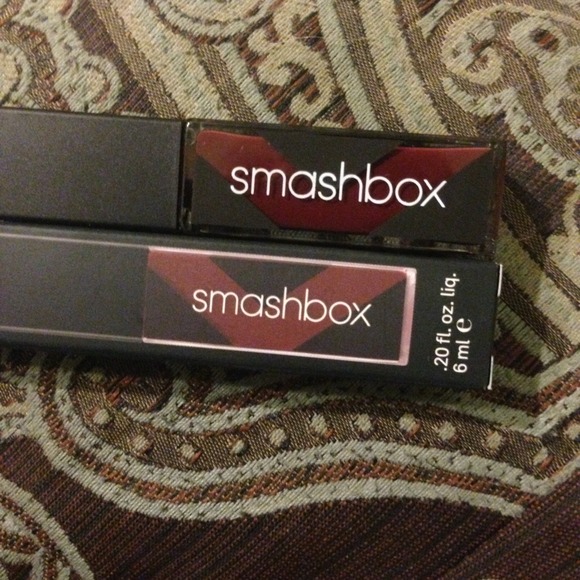 smashbox
smashbox
.20 fl. oz. liq.
6 ml e